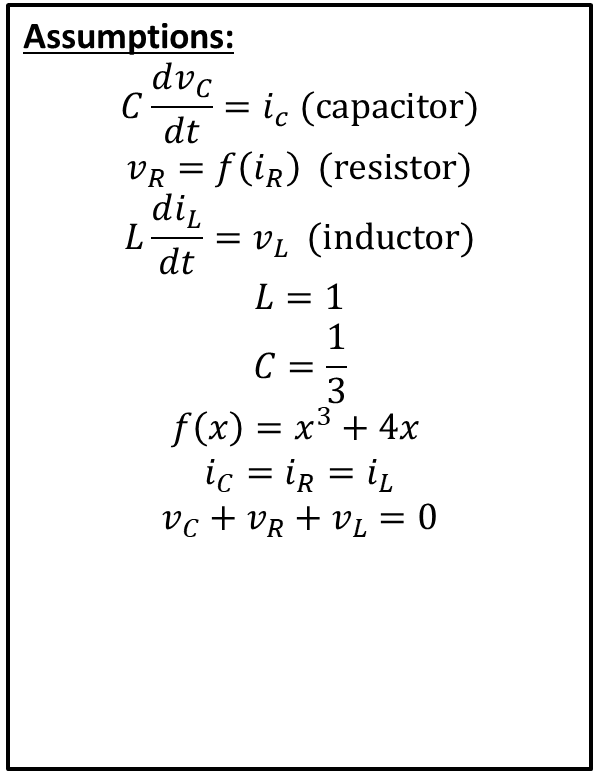 Assumptions:
C dv_C/dt = i_c (capacitor)
v_R = f(i_R) (resistor)
L di_L/dt = v_L (inductor)
L = 1
C = 1/3
f(x) = x³ + 4x
i_C = i_R = i_L
v_C + v_R + v_L = 0